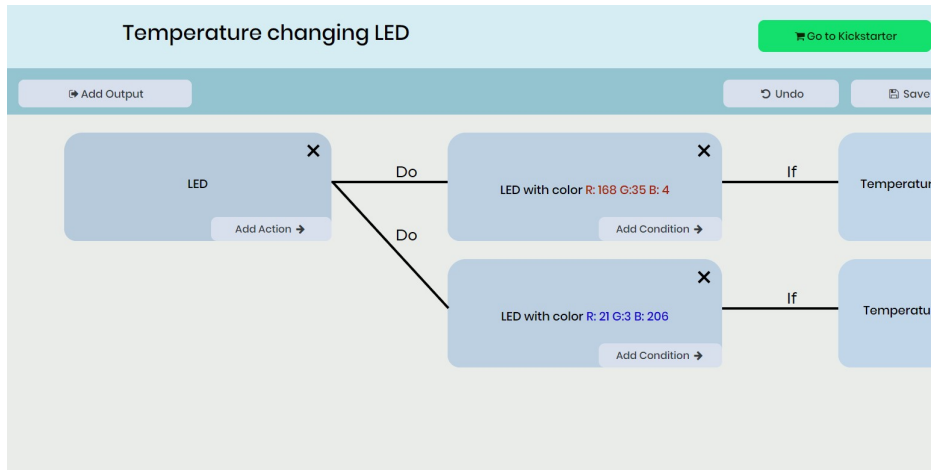 Temperature changing LED
Go to Kickstarter
Add Output
Undo
Save
LED
Add Action
Do
Do
LED with color R: 168 G:35 B: 4
Add Condition
If
Temperatur
LED with color R: 21 G:3 B: 206
Add Condition
If
Temperatu